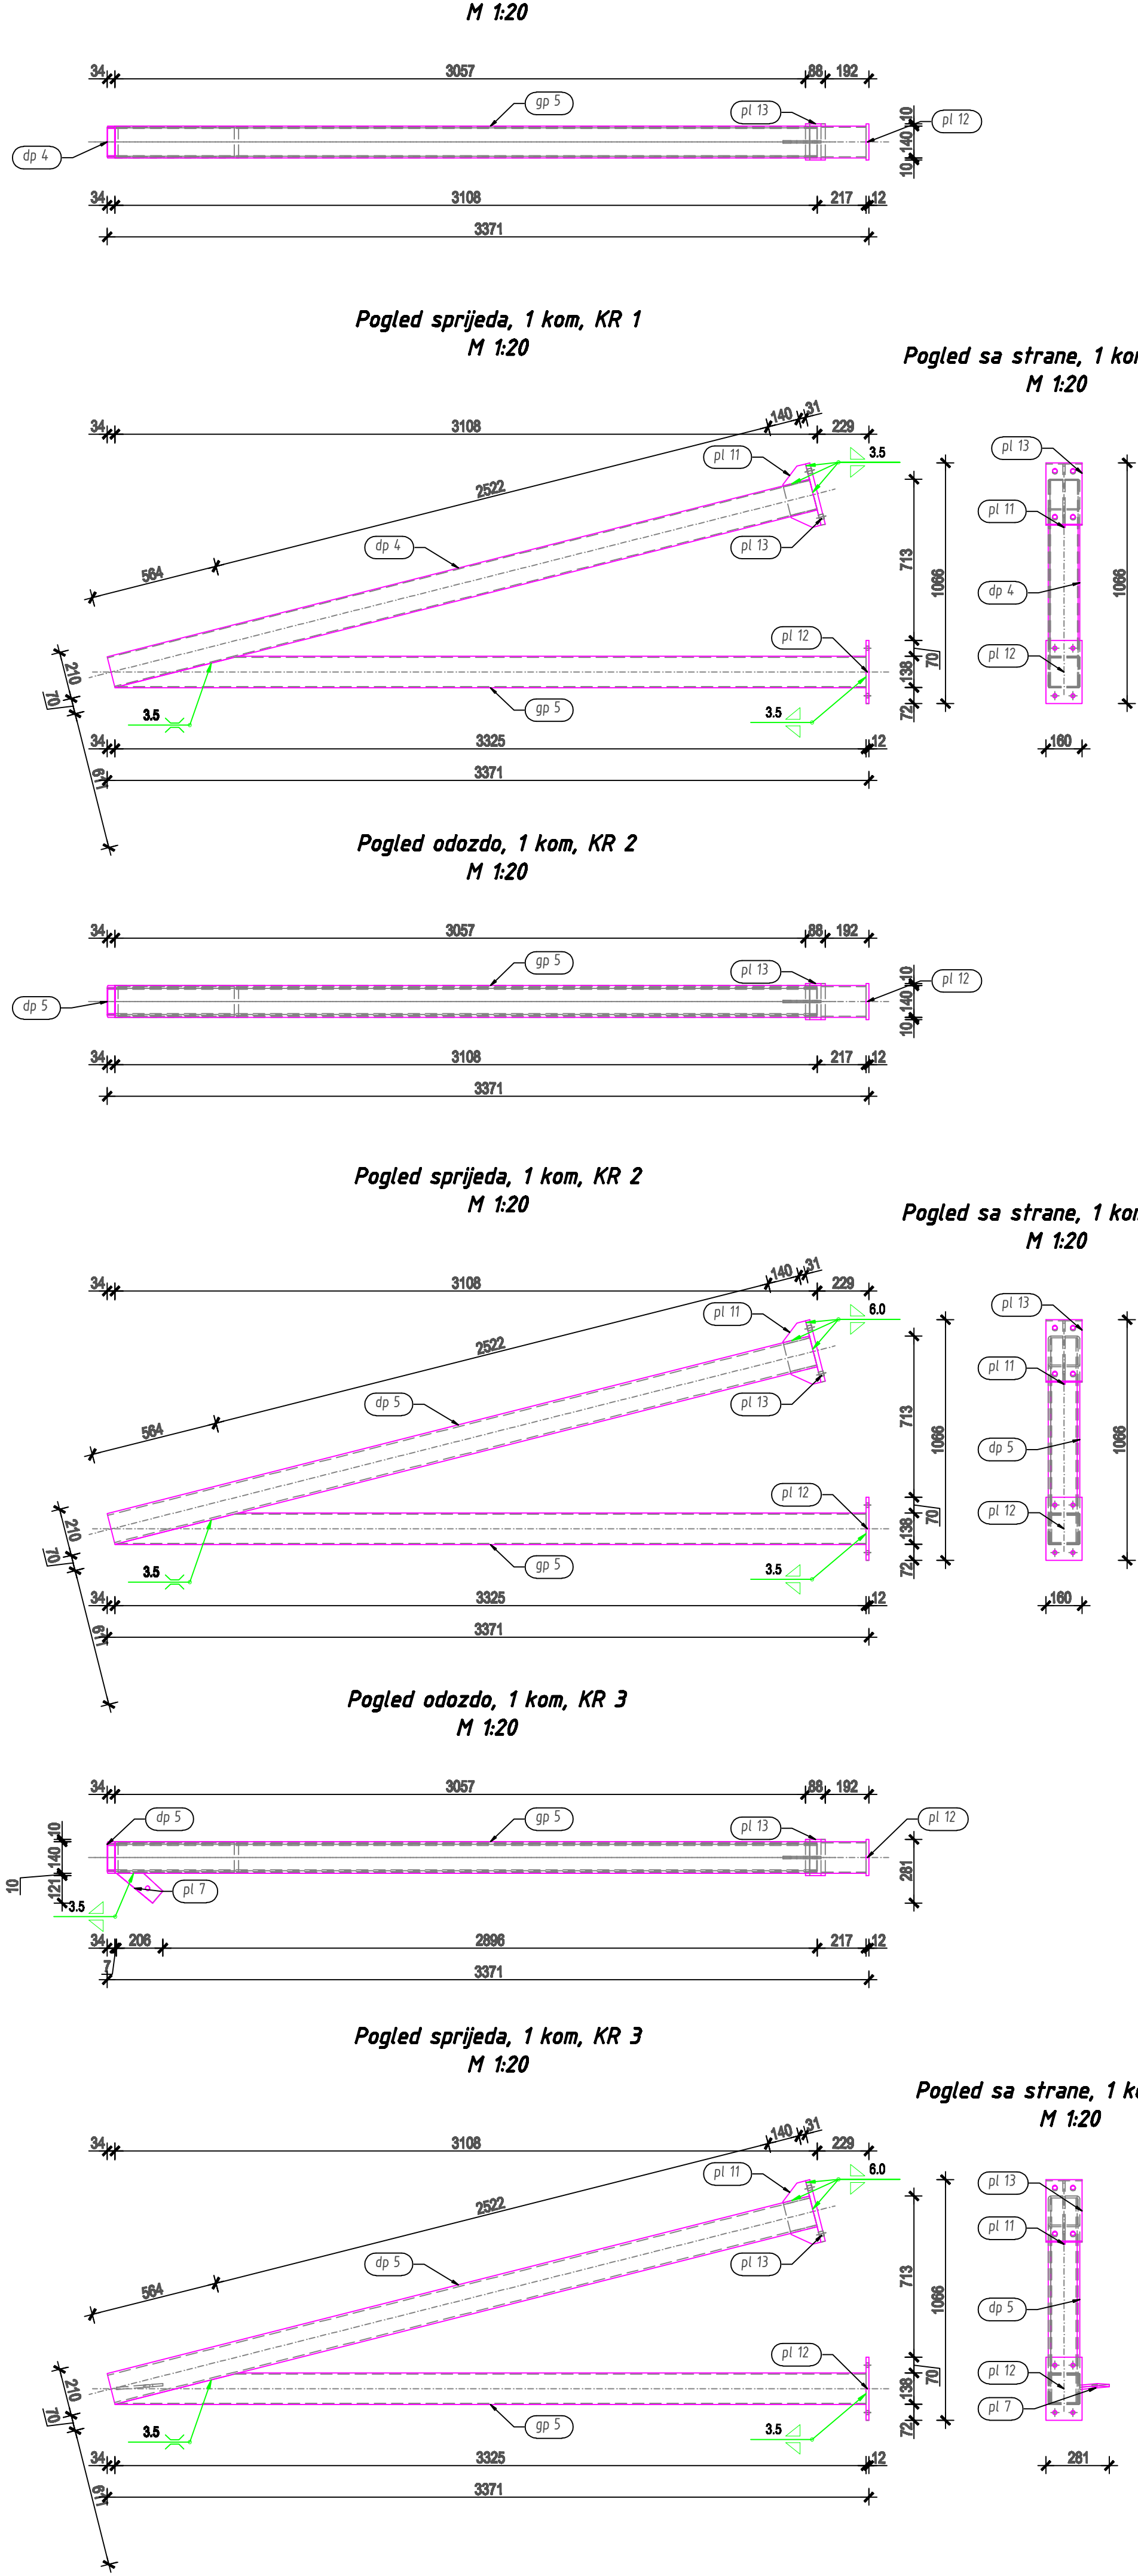 M 1:20
34 3057 88 192
gp 5
pl 13
pl 12
dp 4
10 140 10
34 3108 217 12
3371
Pogled sprijeda, 1 kom, KR 1
M 1:20
Pogled sa strane, 1 kom
M 1:20
34 3108 140 31 229
pl 11
3.5
2522
dp 4
pl 13
564
713
1066
pl 12
210
70
70
138
72
3.5
gp 5
3.5
34 3325 12
3371
611
pl 13
pl 11
dp 4
pl 12
1066
160
Pogled odozdo, 1 kom, KR 2
M 1:20
34 3057 88 192
gp 5
pl 13
pl 12
dp 5
10 140 10
34 3108 217 12
3371
Pogled sprijeda, 1 kom, KR 2
M 1:20
Pogled sa strane, 1 kom
M 1:20
34 3108 140 31 229
pl 11
6.0
2522
dp 5
pl 13
564
713
1066
pl 12
210
70
70
138
72
3.5
gp 5
3.5
34 3325 12
3371
611
pl 13
pl 11
dp 5
pl 12
1066
160
Pogled odozdo, 1 kom, KR 3
M 1:20
34 3057 88 192
dp 5
gp 5
pl 13
pl 12
10 140 121
10
281
pl 7
3.5
34 206 2896 217 12
7
3371
Pogled sprijeda, 1 kom, KR 3
M 1:20
Pogled sa strane, 1 ko
M 1:20
34 3108 140 31 229
pl 11
6.0
2522
dp 5
pl 13
564
713
1066
pl 12
210
70
70
138
72
3.5
gp 5
3.5
34 3325 12
3371
611
pl 13
pl 11
dp 5
pl 12
pl 7
281